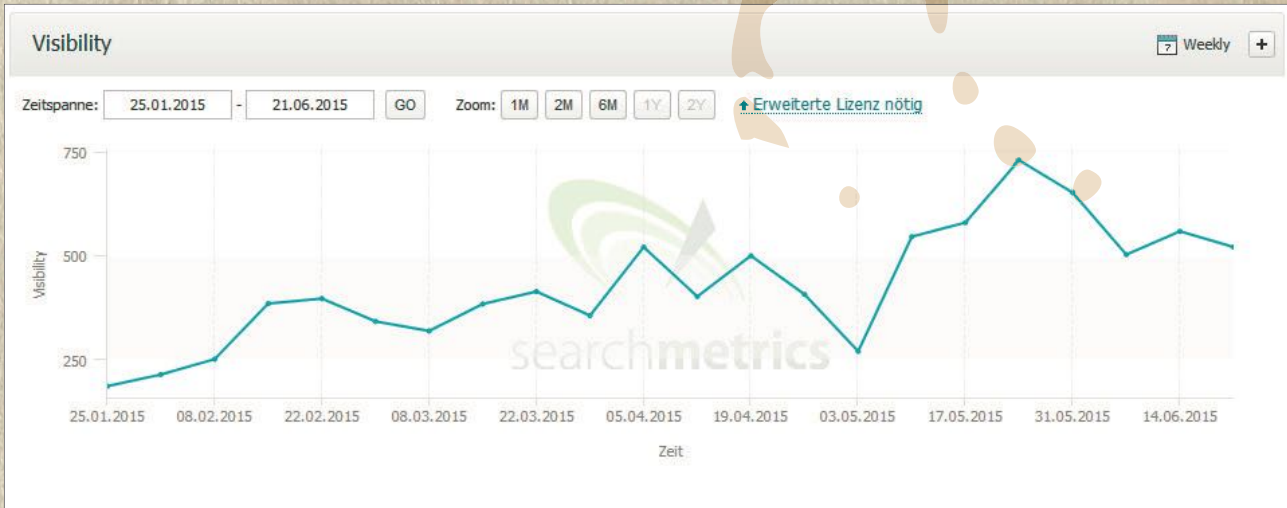 Visibility
7 Weekly +
Zeitspanne: 25.01.2015 - 21.06.2015 GO Zoom: 1M 2M 6M 1Y 2Y Erweiterte Lizenz nötig
750
500
250
Visibility
searchmetrics
25.01.2015 08.02.2015 22.02.2015 08.03.2015 22.03.2015 05.04.2015 19.04.2015 03.05.2015 17.05.2015 31.05.2015 14.06.2015
Zeit